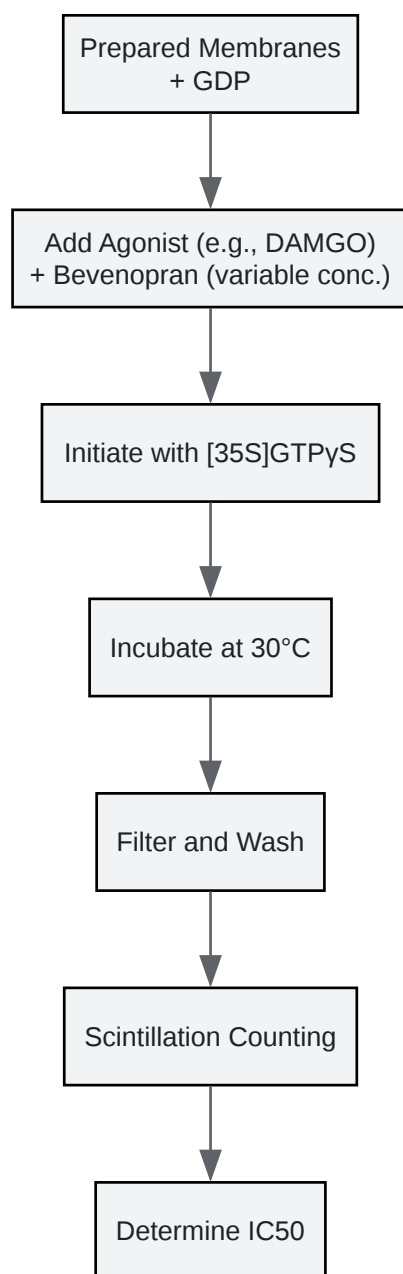 Prepared Membranes
+ GDP
Add Agonist (e.g., DAMGO)
+ Bevenopran (variable conc.)
Initiate with [35S]GTPγS
Incubate at 30°C
Filter and Wash
Scintillation Counting
Determine IC50